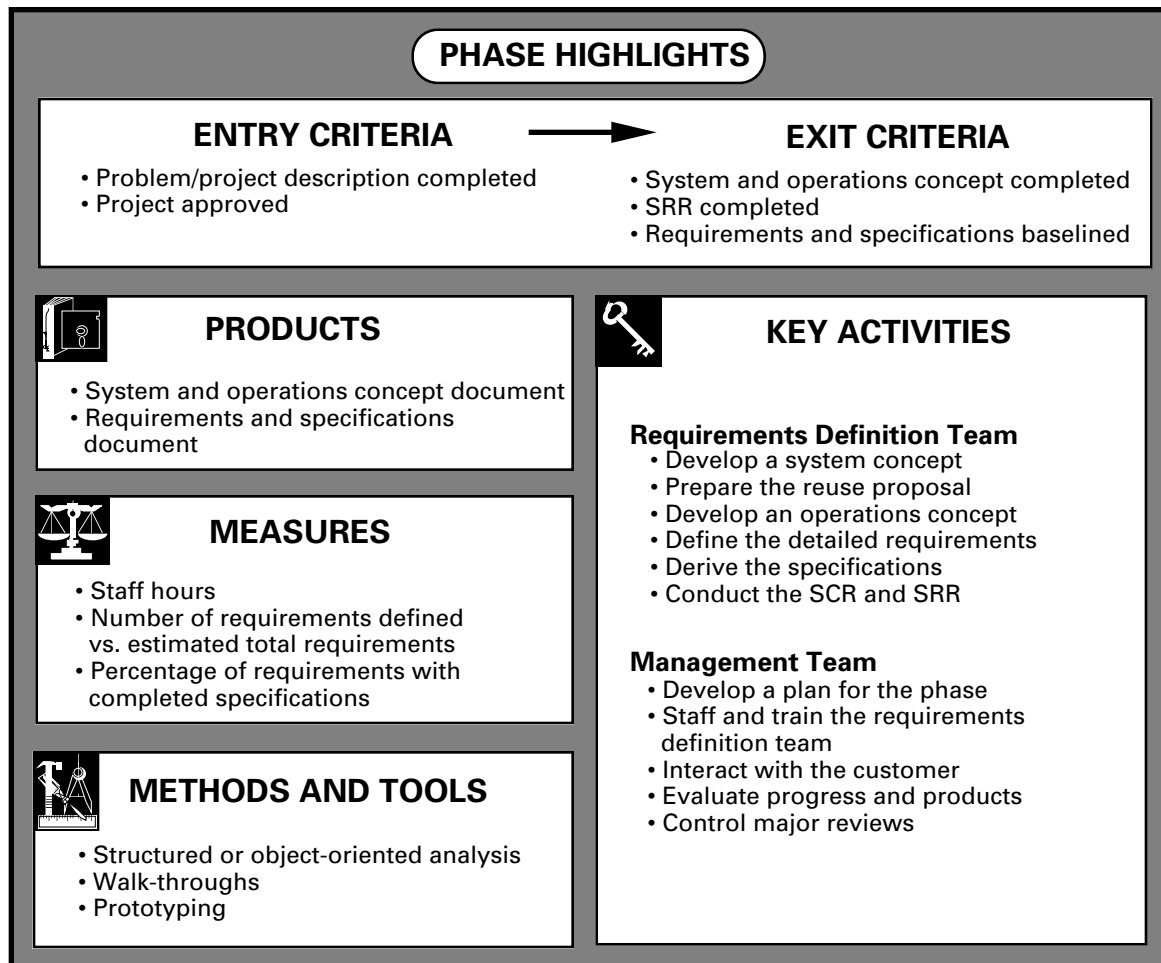 PHASE HIGHLIGHTS
ENTRY CRITERIA
• Problem/project description completed
• Project approved
EXIT CRITERIA
• System and operations concept completed
• SRR completed
• Requirements and specifications baselined
PRODUCTS
• System and operations concept document
• Requirements and specifications
document
MEASURES
• Staff hours
• Number of requirements defined
vs. estimated total requirements
• Percentage of requirements with
completed specifications
METHODS AND TOOLS
• Structured or object-oriented analysis
• Walk-throughs
• Prototyping
KEY ACTIVITIES
Requirements Definition Team
• Develop a system concept
• Prepare the reuse proposal
• Develop an operations concept
• Define the detailed requirements
• Derive the specifications
• Conduct the SCR and SRR
Management Team
• Develop a plan for the phase
• Staff and train the requirements
definition team
• Interact with the customer
• Evaluate progress and products
• Control major reviews